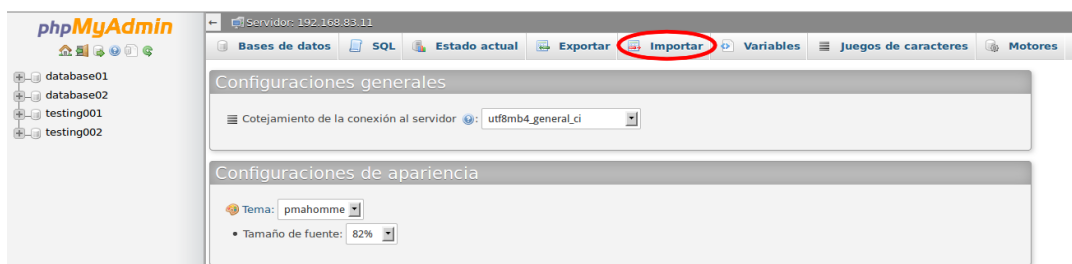 phpMyAdmin
Servidor: 192.168.83.11
Bases de datos SQL Estado actual Exportar Importar Variables Juegos de caracteres Motores
database01
database02
testing001
testing002
Configuraciones generales
Cotejamiento de la conexión al servidor : utf8mb4_general_ci
Configuraciones de apariencia
Tema: pmahomme
• Tamaño de fuente: 82%